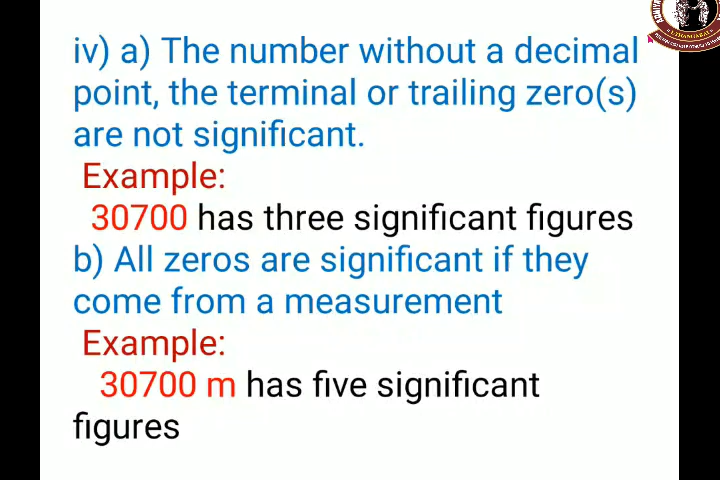 iv) a) The number without a decimal
point, the terminal or trailing zero(s)
are not significant.
Example:
30700 has three significant figures
b) All zeros are significant if they
come from a measurement
Example:
30700 m has five significant
figures